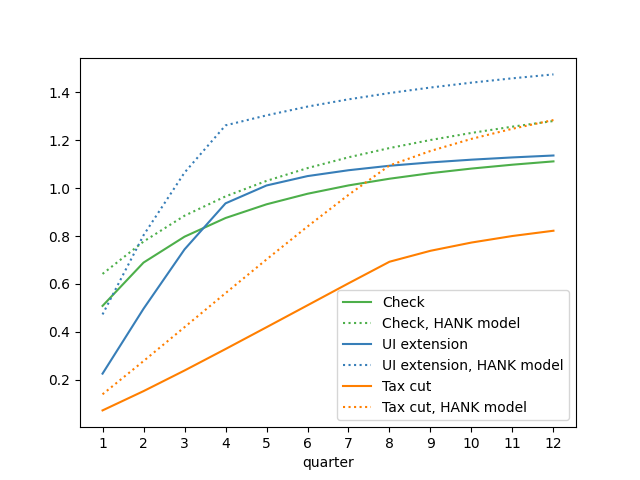 1.4
1.2
1.0
0.8
0.6
0.4
0.2
Check
Check, HANK model
UI extension
UI extension, HANK model
Tax cut
Tax cut, HANK model
1 2 3 4 5 6 7 8 9 10 11 12
quarter